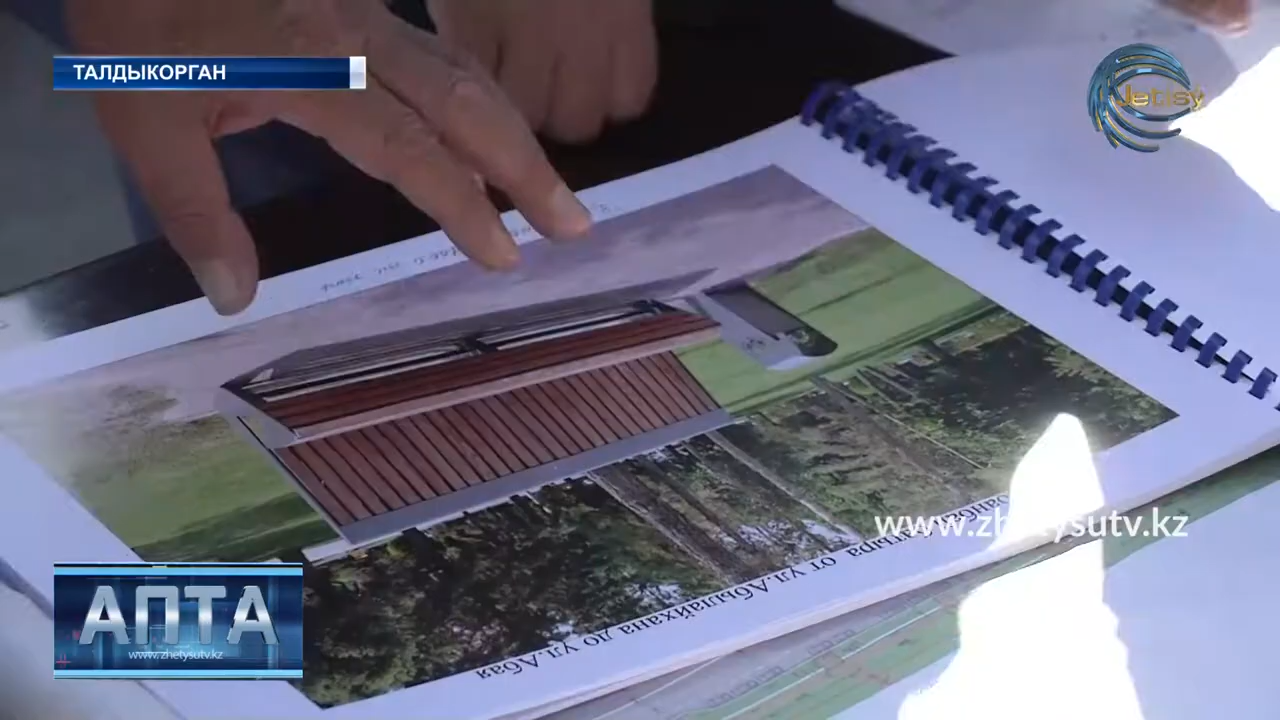 ТАЛДЫКОРГАН
Jetisy
www.zhetysutv.kz
от ул.Абылайхана до ул.Абая
АПТА
www.zhetysutv.kz